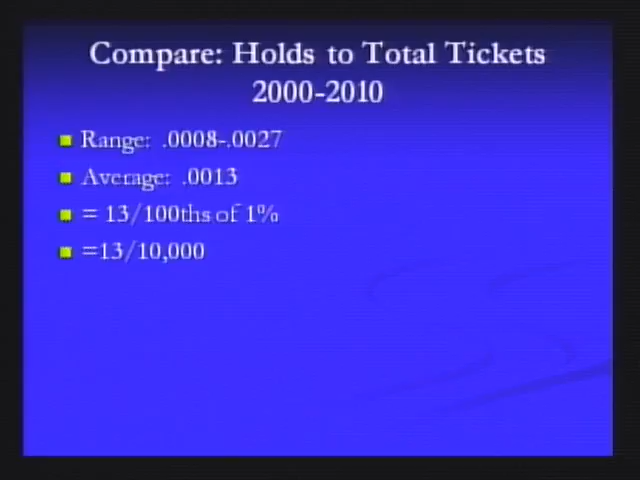 Compare: Holds to Total Tickets
2000-2010
Range: .0008-.0027
Average: .0013
= 13/100ths of 1%
=13/10,000